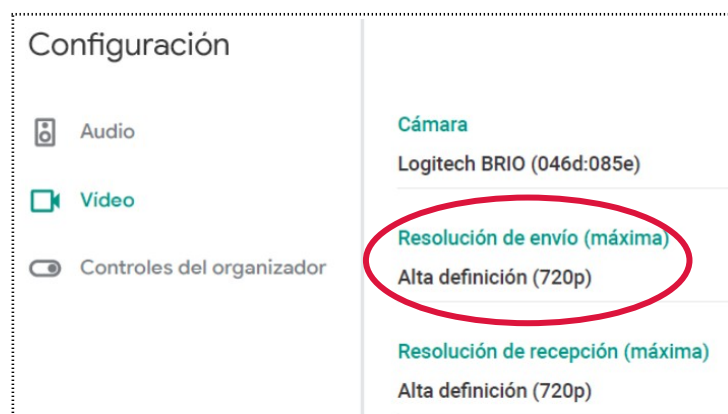 Configuración
Audio
Vídeo
Controles del organizador
Cámara
Logitech BRIO (046d:085e)
Resolución de envío (máxima)
Alta definición (720p)
Resolución de recepción (máxima)
Alta definición (720p)